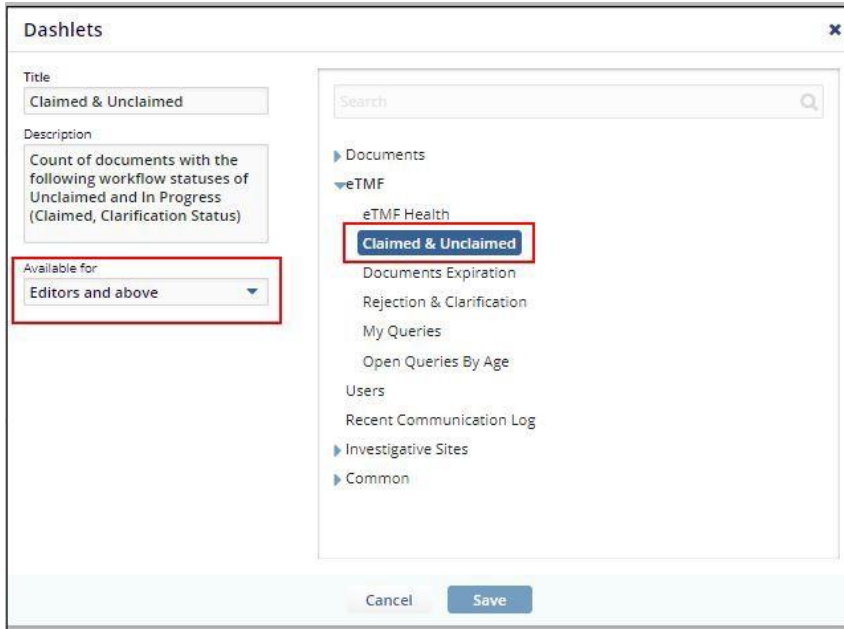 Dashlets
Title
Claimed & Unclaimed
Description
Count of documents with the
following workflow statuses of
Unclaimed and In Progress
(Claimed, Clarification Status)
Available for
Editors and above
Search
Documents
eTMF
eTMF Health
Claimed & Unclaimed
Documents Expiration
Rejection & Clarification
My Queries
Open Queries By Age
Users
Recent Communication Log
Investigative Sites
Common
Cancel
Save